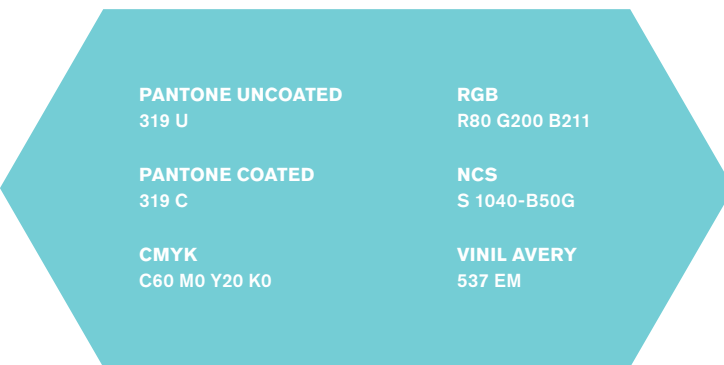 PANTONE UNCOATED
319 U
PANTONE COATED
319 C
CMYK
C60 M0 Y20 K0
RGB
R80 G200 B211
NCS
S 1040-B50G
VINIL AVERY
537 EM